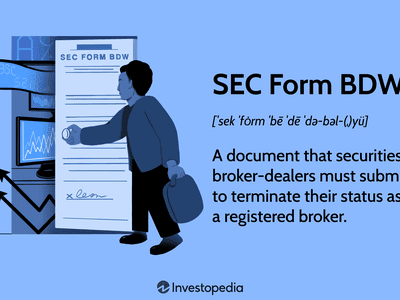 SEC FORM BDW
SEC Form BDW
[ˈsek ˈfȯrm ˈbē ˈdē ˈdə-bəl-(ˌ)yü]
A document that securities
broker-dealers must subm
to terminate their status as
a registered broker.
Investopedia